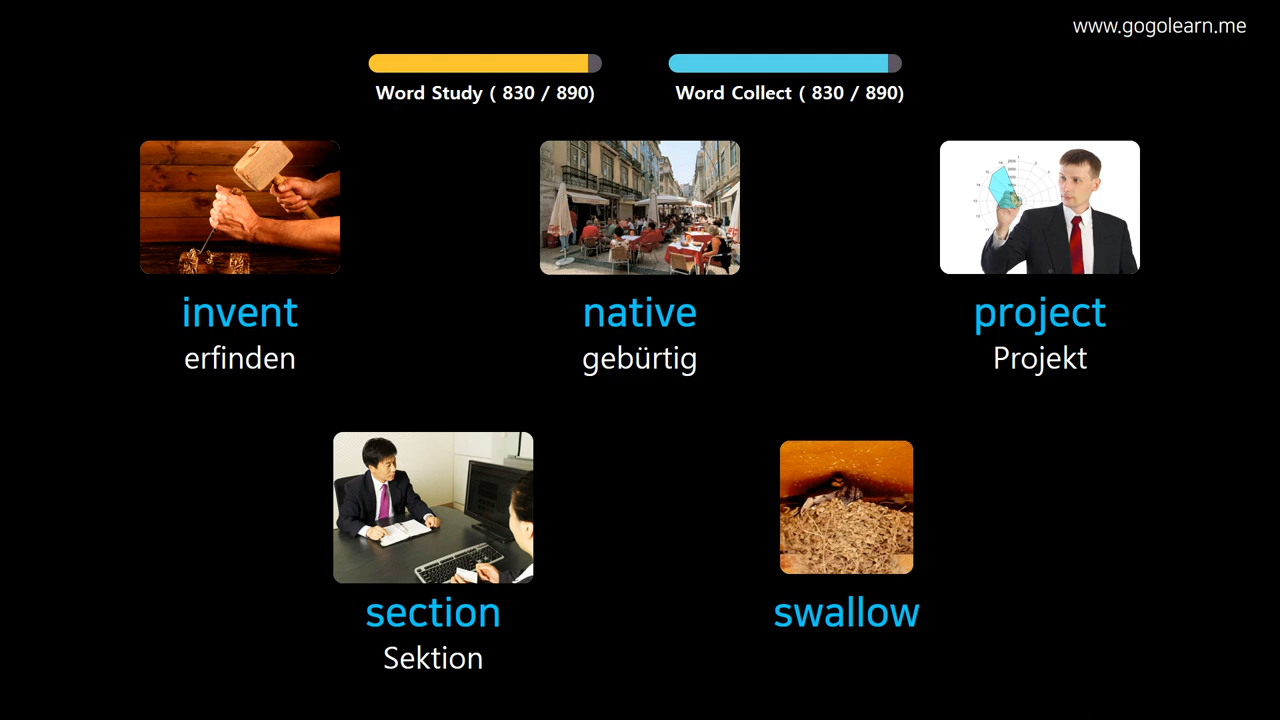 www.gogolearn.me
Word Study ( 830 / 890)
Word Collect ( 830 / 890)
invent
erfinden
native
gebürtig
project
Projekt
section
Sektion
swallow